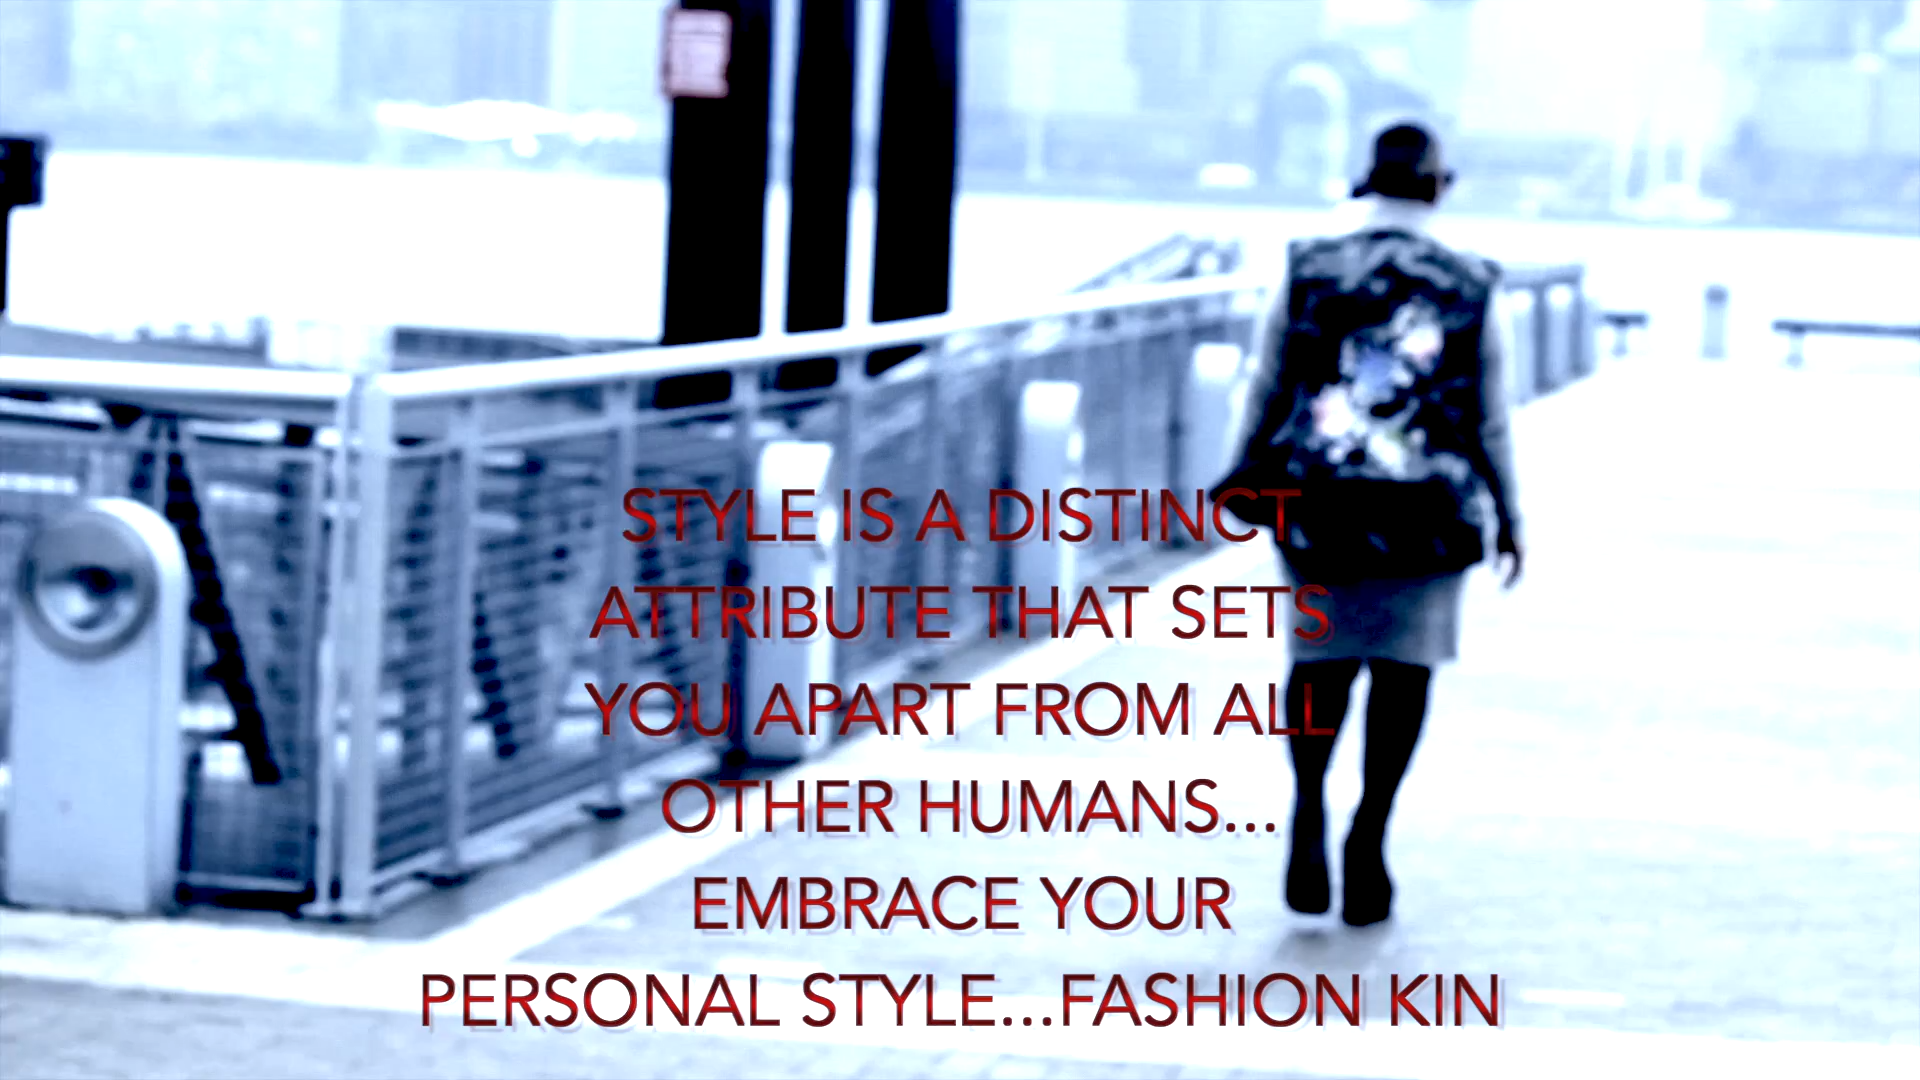 STYLE IS A DISTINCT
ATTRIBUTE THAT SETS
YOU APART FROM ALL
OTHER HUMANS...
EMBRACE YOUR
PERSONAL STYLE...FASHION KIN